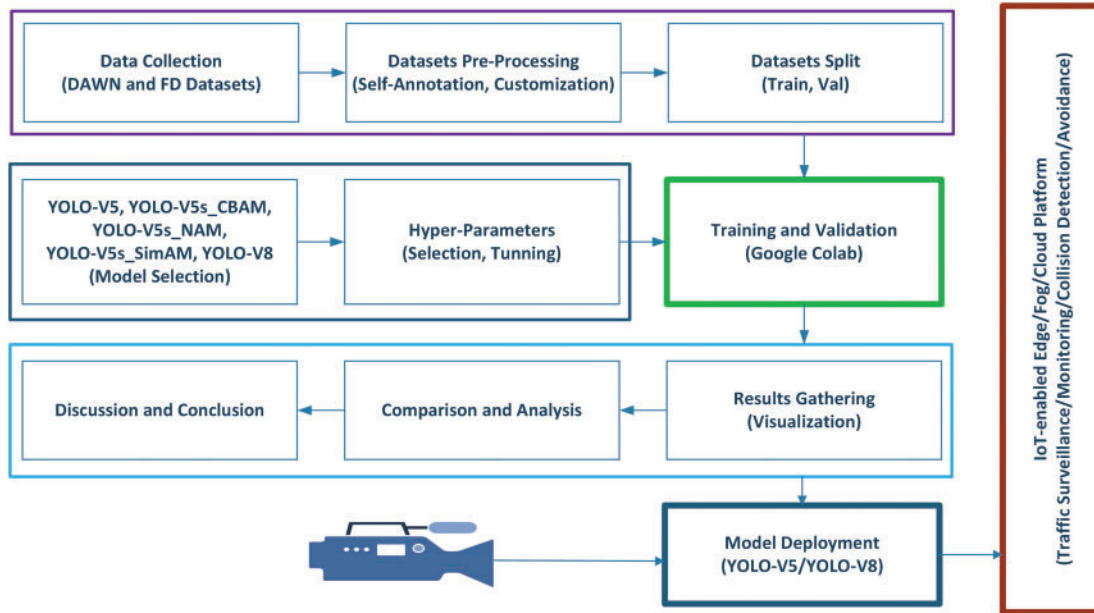 Data Collection
(DAWN and FD Datasets)
Datasets Pre-Processing
(Self-Annotation, Customization)
Datasets Split
(Train, Val)
YOLO-V5, YOLO-V5s_CBAM,
YOLO-V5s_NAM,
YOLO-V5s_SimAM, YOLO-V8
(Model Selection)
Hyper-Parameters
(Selection, Tunning)
Training and Validation
(Google Colab)
Discussion and Conclusion
Comparison and Analysis
Results Gathering
(Visualization)
Model Deployment
(YOLO-V5/YOLO-V8)
IoT-enabled Edge/Fog/Cloud Platform
(Traffic Surveillance/Monitoring/Collision Detection/Avoidance)